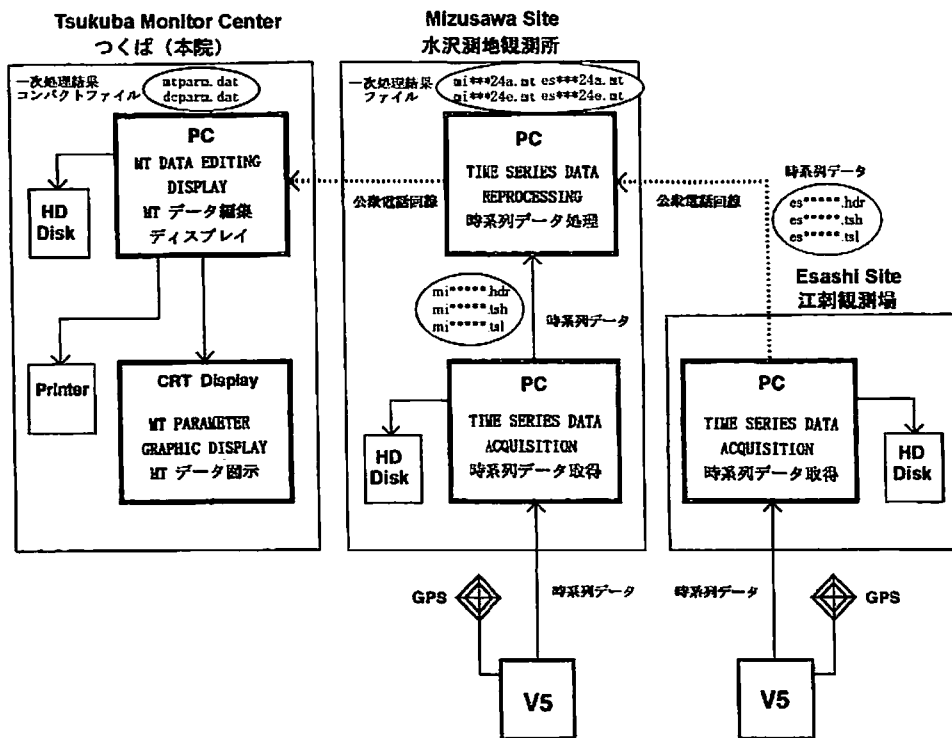 Tsukuba Monitor Center
つくば（本院）
一次処理結果
コンパクトファイル
mtparm.dat
dcparm.dat
PC
MT DATA EDITING
DISPLAY
MT データ編集
ディスプレイ
HD
Disk
Printer
CRT Display
MT PARAMETER
GRAPHIC DISPLAY
MT データ図示
公衆電話回線
Mizusawa Site
水沢測地観測所
一次処理結果
ファイル
mi***24a.mt es***24a.mt
mi***24e.mt es***24e.mt
PC
TIME SERIES DATA
REPROCESSING
時系列データ処理
mi*****.hdr
mi*****.tsh
mi*****.tsl
時系列データ
PC
TIME SERIES DATA
ACQUISITION
時系列データ取得
HD
Disk
GPS
時系列データ
V5
公衆電話回線
時系列データ
es*****.hdr
es*****.tsh
es*****.tsl
Esashi Site
江刺観測場
PC
TIME SERIES DATA
ACQUISITION
時系列データ取得
HD
Disk
時系列データ
GPS
V5